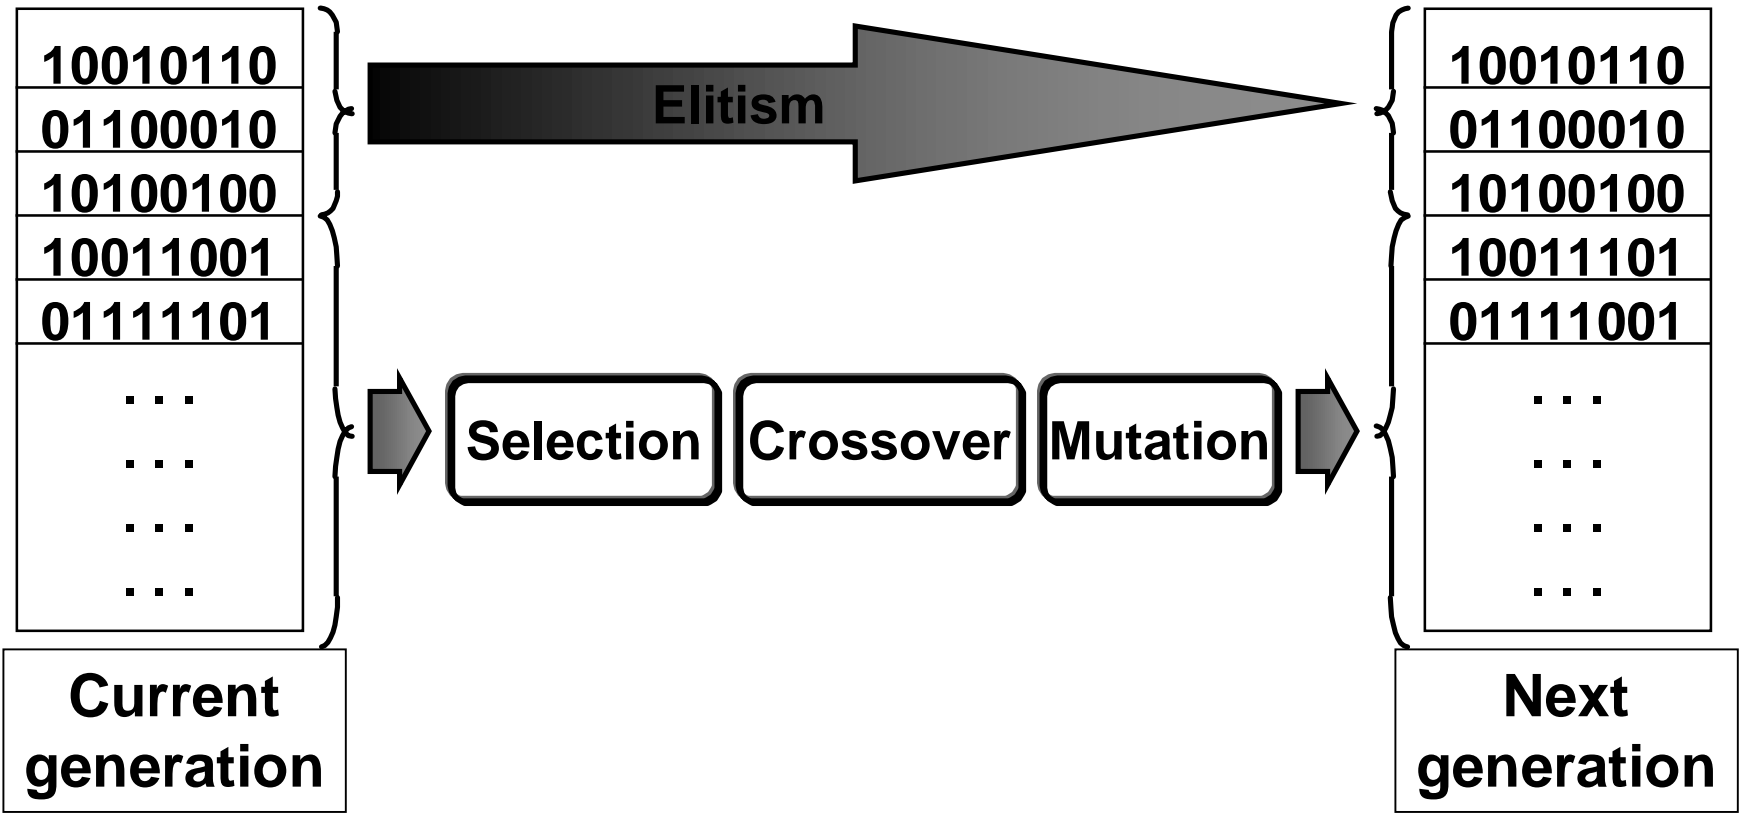 10010110
01100010
10100100
10011001
01111101
. . .
. . .
. . .
. . .
Current
generation
Elitism
Selection
Crossover
Mutation
10010110
01100010
10100100
10011101
01111001
. . .
. . .
. . .
. . .
Next
generation